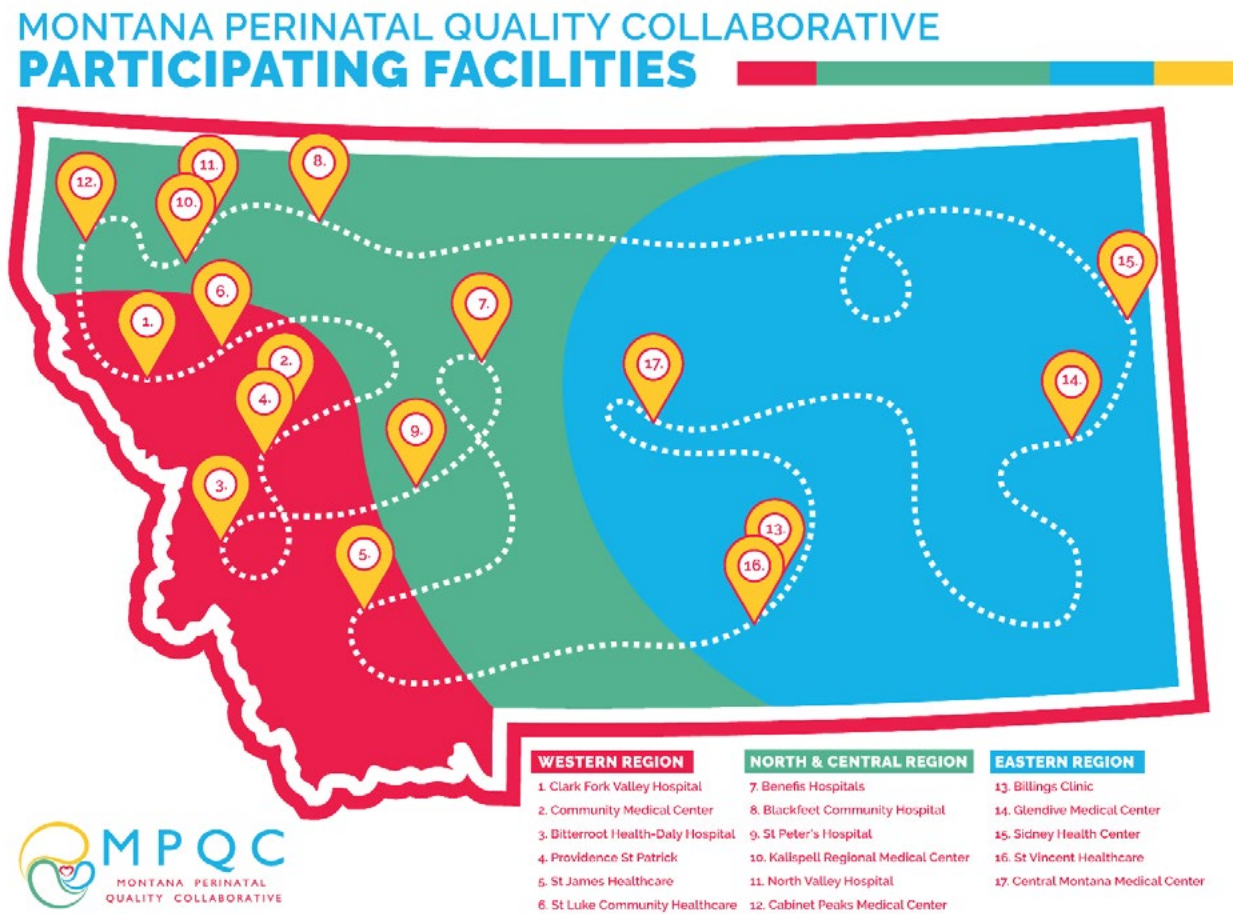 MONTANA PERINATAL QUALITY COLLABORATIVE
PARTICIPATING FACILITIES
12.
11.
10.
8.
15.
6.
1.
7.
2.
17.
4.
14.
9.
3.
5.
13.
16.
WESTERN REGION
1. Clark Fork Valley Hospital
2. Community Medical Center
3. Bitterroot Health-Daly Hospital
4. Providence St Patrick
5. St James Healthcare
6. St Luke Community Healthcare
NORTH & CENTRAL REGION
7. Benefis Hospitals
8. Blackfeet Community Hospital
9. St Peter's Hospital
10. Kalispell Regional Medical Center
11. North Valley Hospital
12. Cabinet Peaks Medical Center
EASTERN REGION
13. Billings Clinic
14. Glendive Medical Center
15. Sidney Health Center
16. St Vincent Healthcare
17. Central Montana Medical Center
MPQC
MONTANA PERINATAL
QUALITY COLLABORATIVE